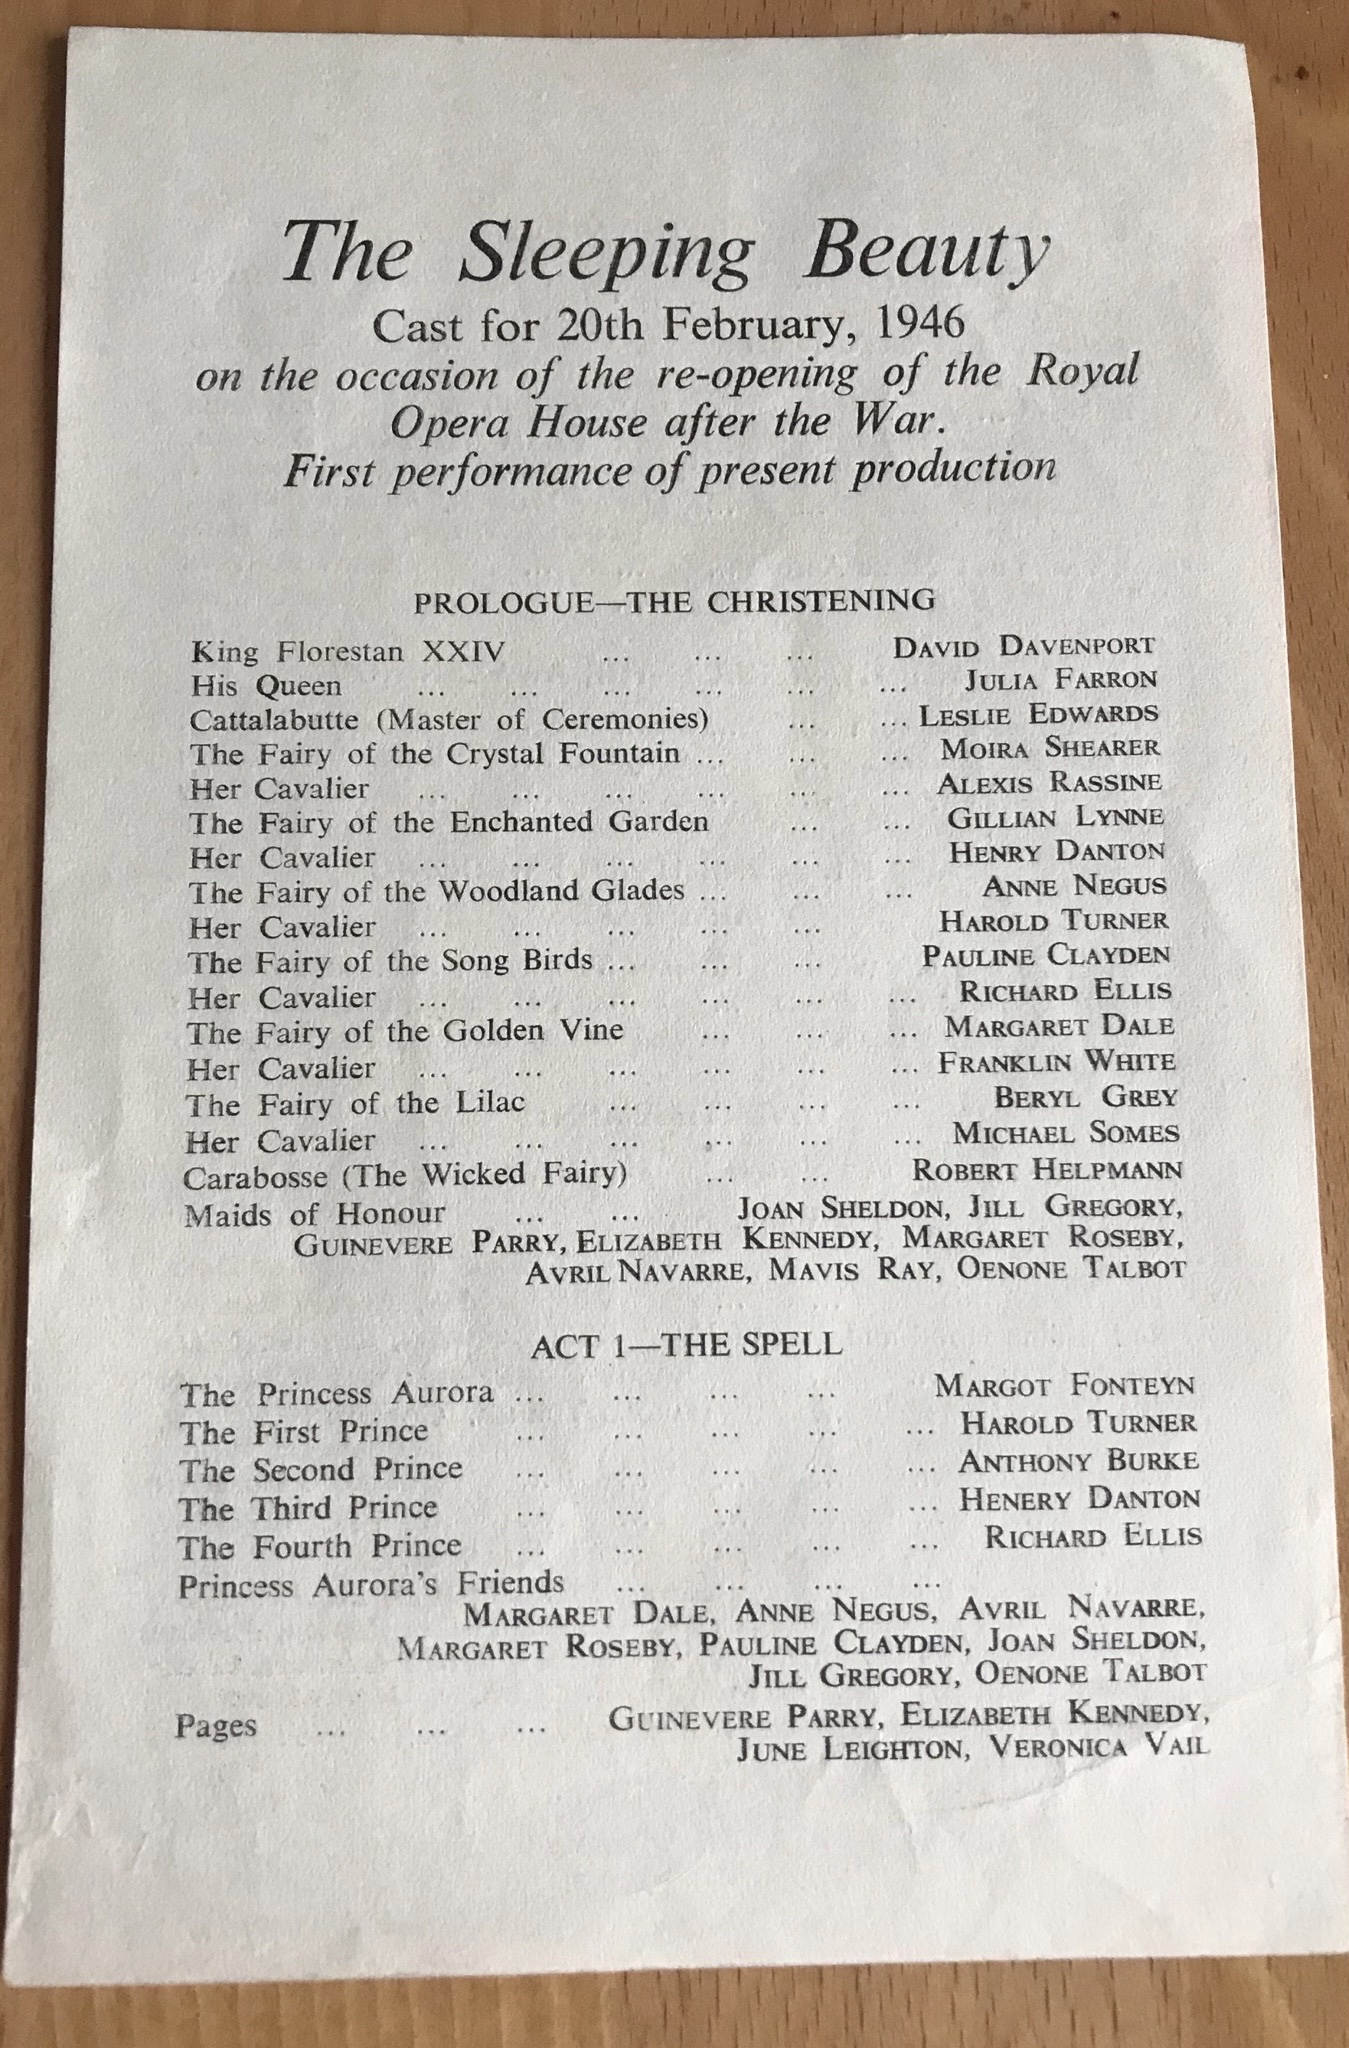 The Sleeping Beauty
Cast for 20th February, 1946
on the occasion of the re-opening of the Royal
Opera House after the War.
First performance of present production
PROLOGUE—THE CHRISTENING
King Florestan XXIV ... ... ... DAVID DAVENPORT
His Queen ... ... ... ... ... ... JULIA FARRON
Cattalabutte (Master of Ceremonies) ... ... LESLIE EDWARDS
The Fairy of the Crystal Fountain ... ... ... MOIRA SHEARER
Her Cavalier ... ... ... ... ... ... ALEXIS RASSINE
The Fairy of the Enchanted Garden ... ... GILLIAN LYNNE
Her Cavalier ... ... ... ... ... ... HENRY DANTON
The Fairy of the Woodland Glades ... ... ... ANNE NEGUS
Her Cavalier ... ... ... ... ... HAROLD TURNER
The Fairy of the Song Birds ... ... ... PAULINE CLAYDEN
Her Cavalier ... ... ... ... ... ... RICHARD ELLIS
The Fairy of the Golden Vine ... ... ... MARGARET DALE
Her Cavalier ... ... ... ... ... ... FRANKLIN WHITE
The Fairy of the Lilac ... ... ... ... BERYL GREY
Her Cavalier ... ... ... ... ... ... MICHAEL SOMES
Carabosse (The Wicked Fairy) ... ... ROBERT HELPMANN
Maids of Honour ... ... JOAN SHELDON, JILL GREGORY,
GUINEVERE PARRY, ELIZABETH KENNEDY, MARGARET ROSEBY,
AVRIL NAVARRE, MAVIS RAY, OENONE TALBOT
ACT 1—THE SPELL
The Princess Aurora ... ... ... ... MARGOT FONTEYN
The First Prince ... ... ... ... ... HAROLD TURNER
The Second Prince ... ... ... ... ... ANTHONY BURKE
The Third Prince ... ... ... ... ... HENERY DANTON
The Fourth Prince ... ... ... ... ... RICHARD ELLIS
Princess Aurora's Friends ... ... ... ...
MARGARET DALE, ANNE NEGUS, AVRIL NAVARRE,
MARGARET ROSEBY, PAULINE CLAYDEN, JOAN SHELDON,
JILL GREGORY, OENONE TALBOT
Pages ... ... ... GUINEVERE PARRY, ELIZABETH KENNEDY,
JUNE LEIGHTON, VERONICA VAIL